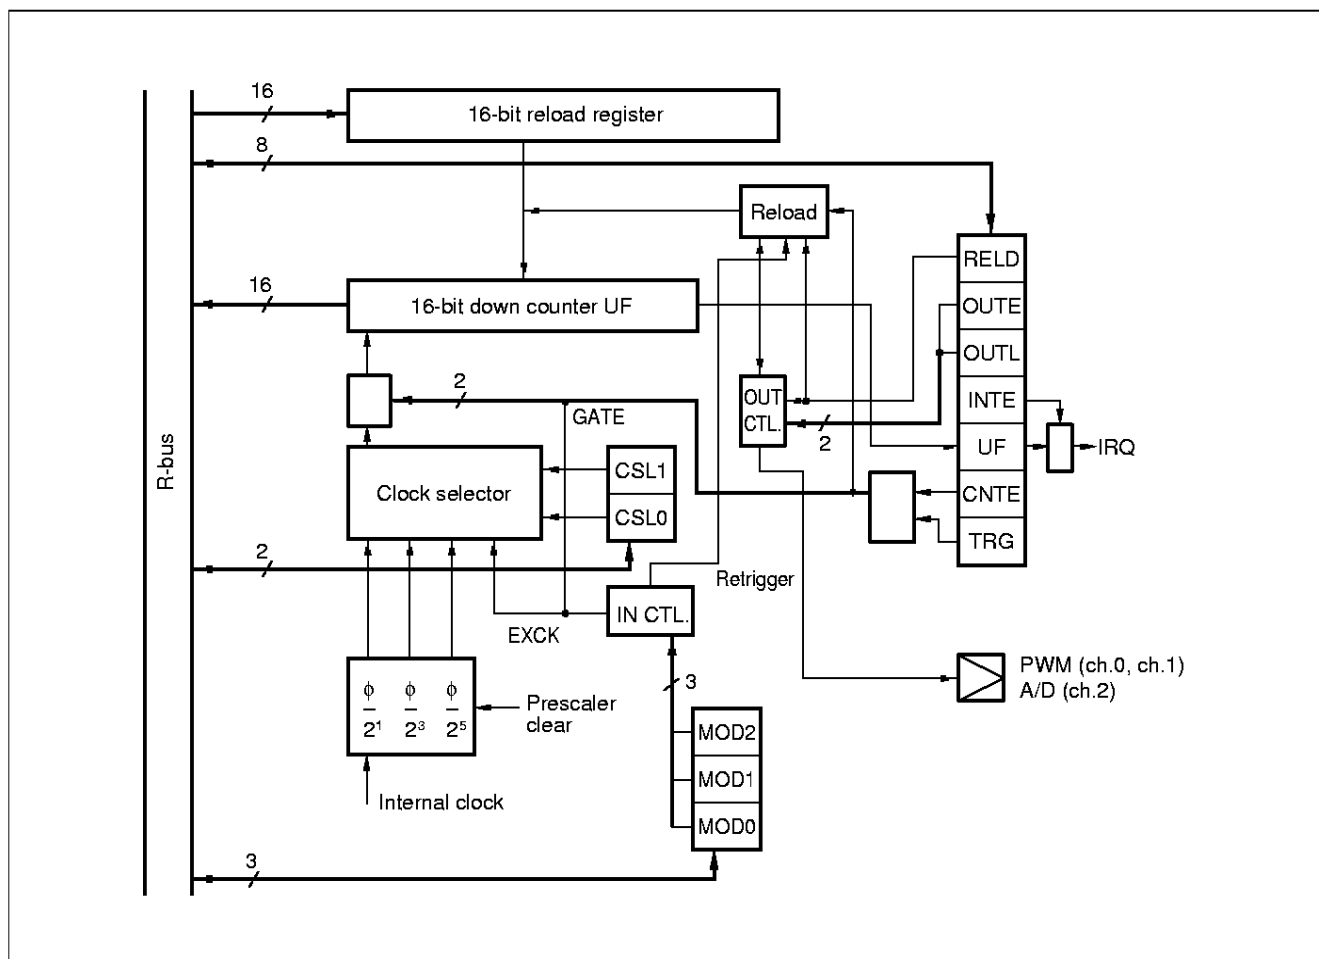 16
16-bit reload register
8
Reload
RELD
16
16-bit down counter UF
OUTE
OUTL
2
GATE
OUT
CTL.
2
INTE
UF
IRQ
R-bus
Clock selector
CSL1
CSL0
CNTE
TRG
2
Retrigger
IN CTL.
EXCK
3
PWM (ch.0, ch.1)
A/D (ch.2)
ϕ ϕ ϕ
2¹ 2³ 2⁵
Prescaler
clear
MOD2
MOD1
MOD0
Internal clock
3